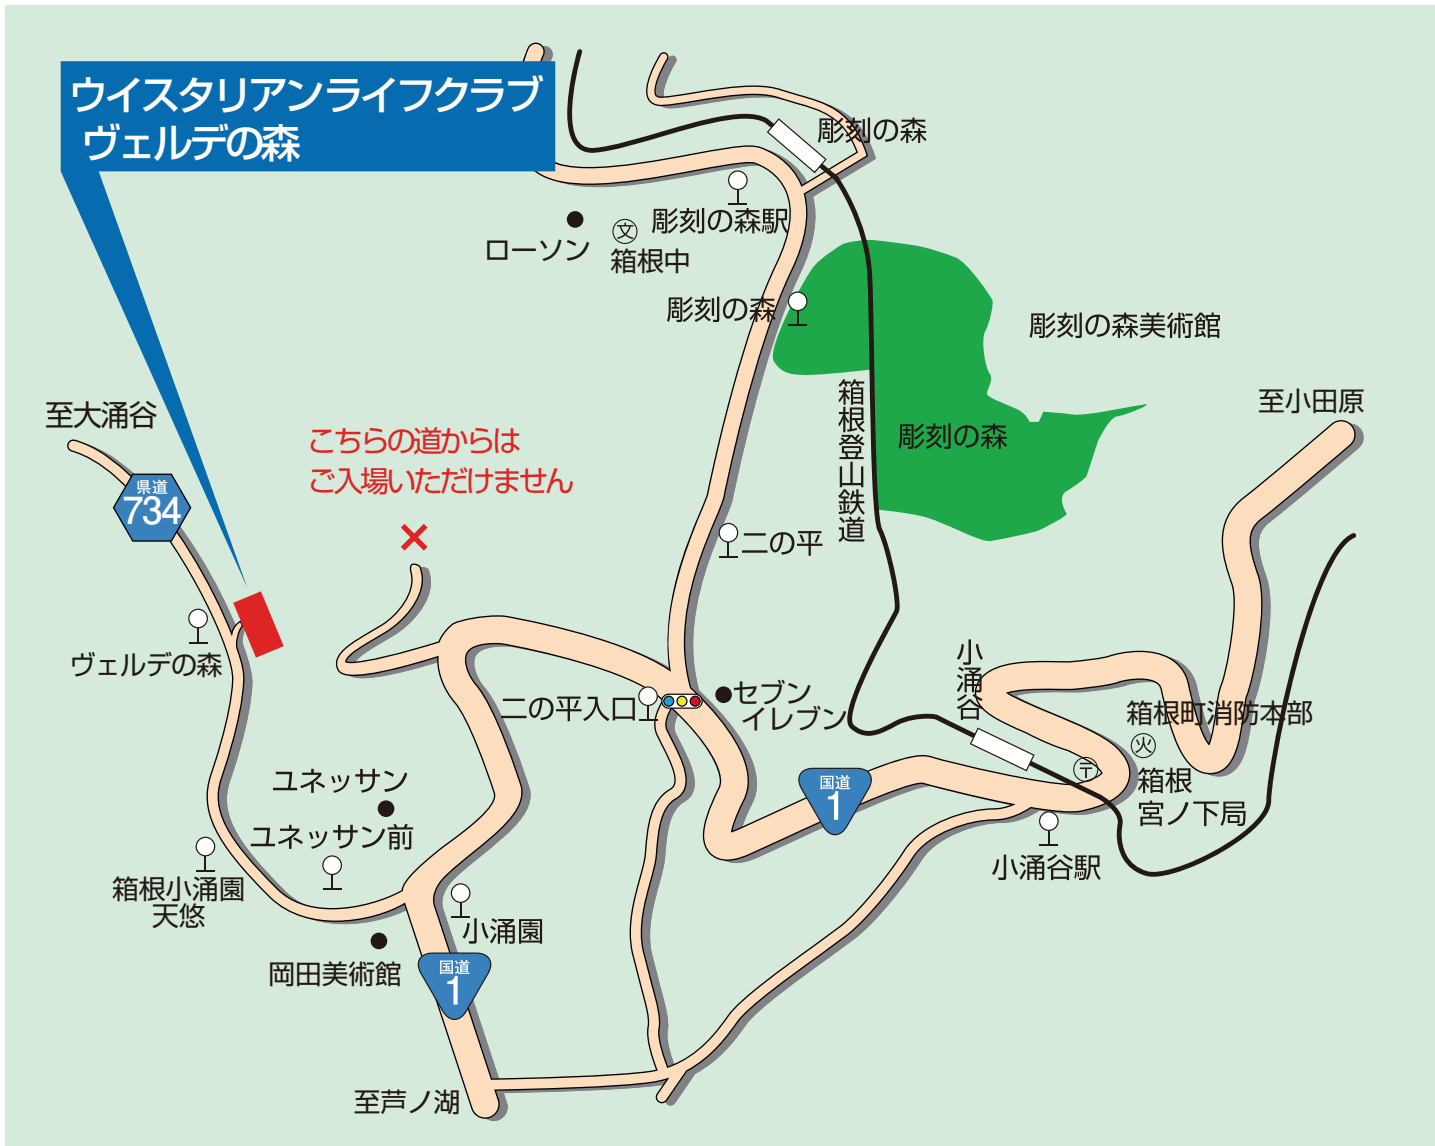 ウイスタリアンライフクラブ
ヴェルデの森
彫刻の森
彫刻の森駅
ローソン
文
箱根中
彫刻の森
彫刻の森美術館
箱根登山鉄道
彫刻の森
至小田原
至大涌谷
県道
734
こちらの道からは
ご入場いただけません
二の平
ヴェルデの森
二の平入口
セブン
イレブン
小涌谷
箱根町消防本部
火
〒
箱根
宮ノ下局
国道
1
小涌谷駅
ユネッサン
ユネッサン前
箱根小涌園
天悠
小涌園
岡田美術館
国道
1
至芦ノ湖